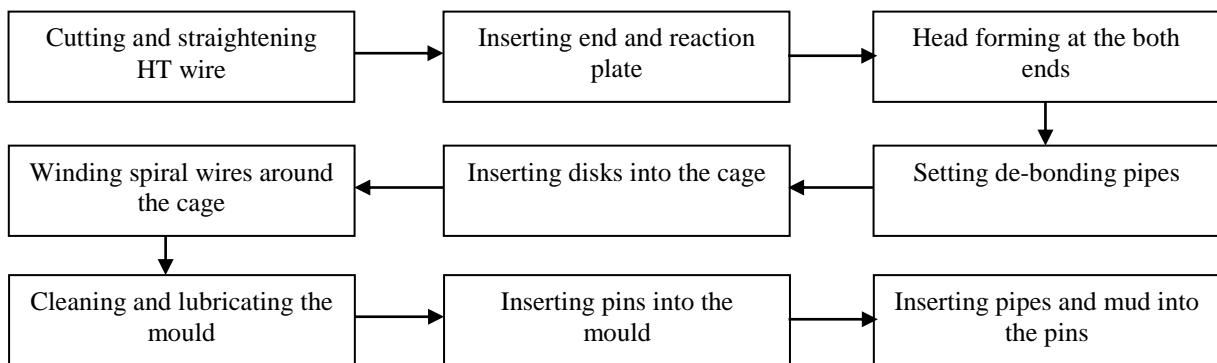 Cutting and straightening
HT wire
Inserting end and reaction
plate
Head forming at the both
ends
Setting de-bonding pipes
Inserting disks into the cage
Winding spiral wires around
the cage
Cleaning and lubricating the
mould
Inserting pins into the
mould
Inserting pipes and mud into
the pins